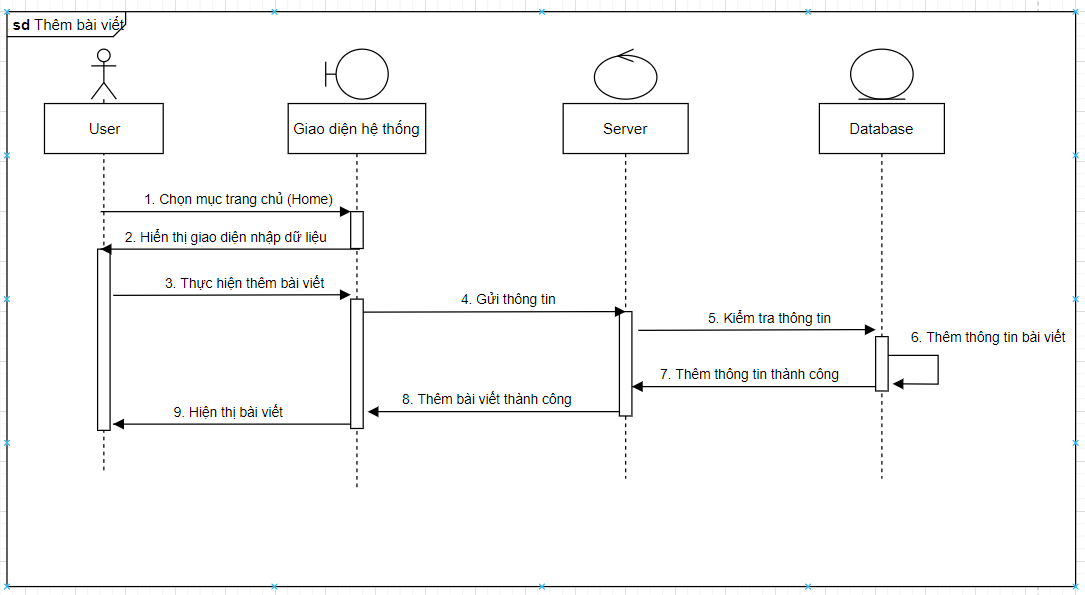 sd Thêm bài viết
User
Giao diện hệ thống
Server
Database
1. Chọn mục trang chủ (Home)
2. Hiển thị giao diện nhập dữ liệu
3. Thực hiện thêm bài viết
4. Gửi thông tin
5. Kiểm tra thông tin
6. Thêm thông tin bài viết
7. Thêm thông tin thành công
8. Thêm bài viết thành công
9. Hiện thị bài viết